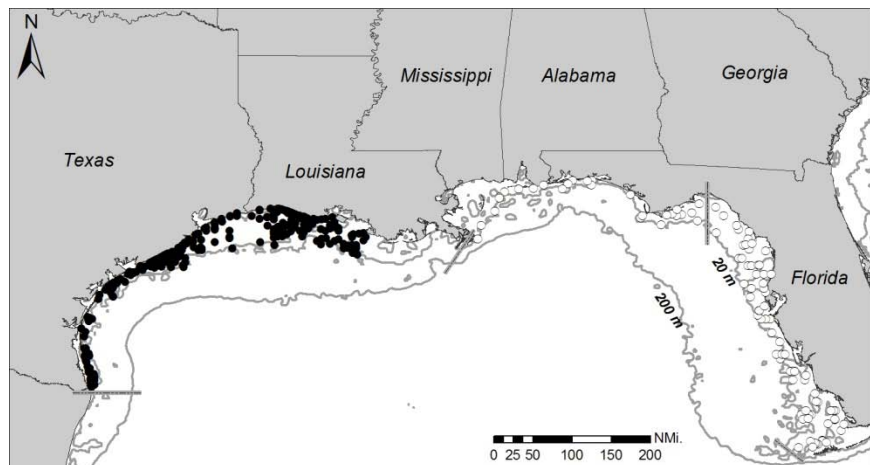 N
Mississippi
Alabama
Georgia
Texas
Louisiana
20 m
Florida
200 m
NMi.
0 25 50 100 150 200